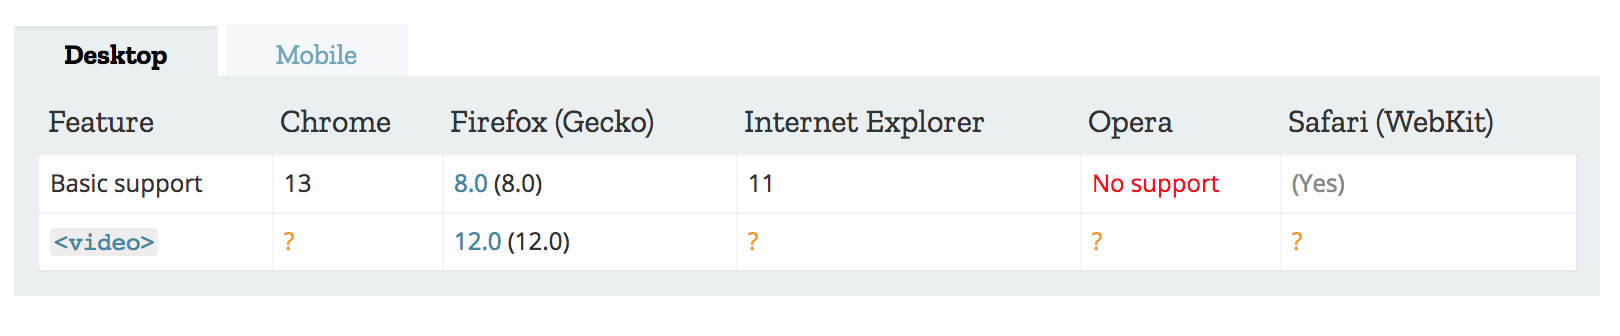 Desktop Mobile
Feature Chrome Firefox (Gecko) Internet Explorer Opera Safari (WebKit)
Basic support 13 8.0 (8.0) 11 No support (Yes)
<video> ? 12.0 (12.0) ? ? ?